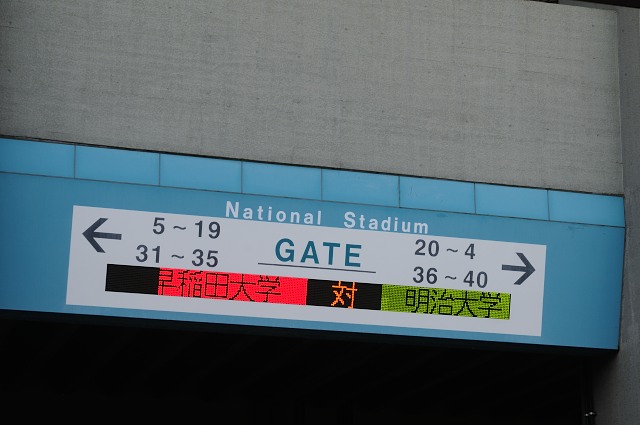 National Stadium
← 5～19 GATE 20～4 →
31～35 36～40
早稲田大学 対 明治大学